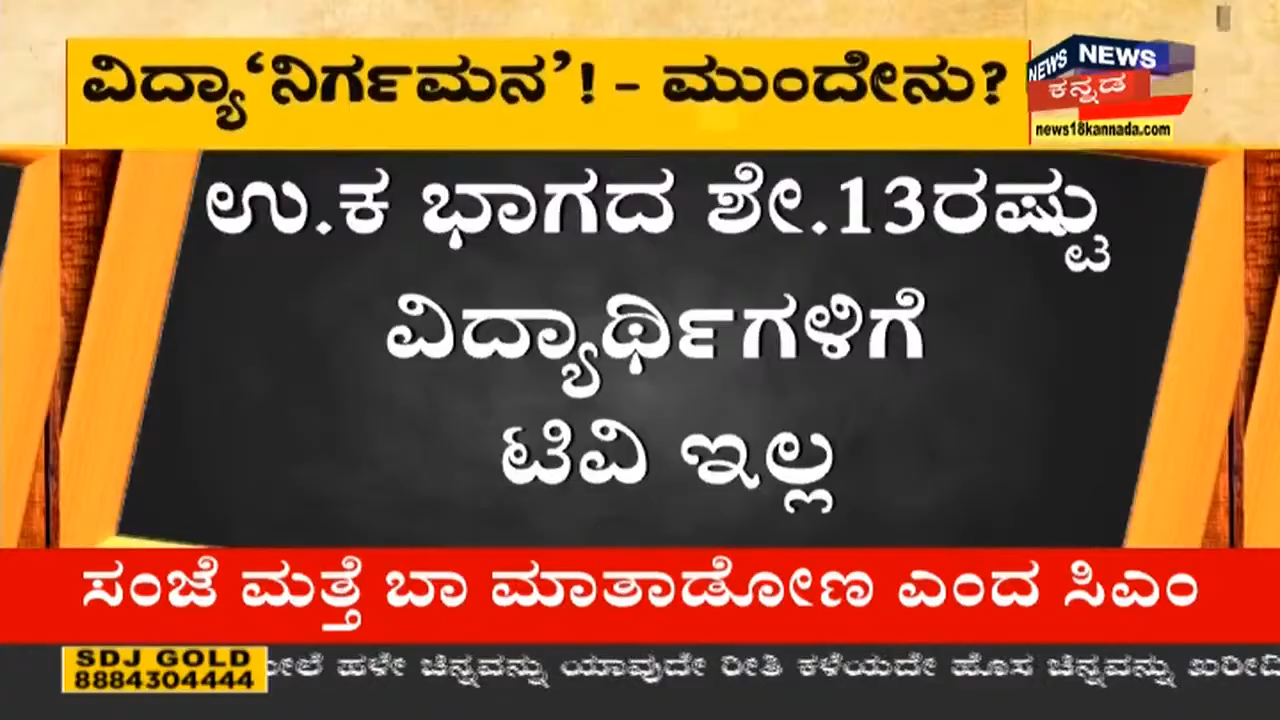 ವಿದ್ಯಾ‘ನಿರ್ಗಮನ’! – ಮುಂದೇನು?
NEWS NEWS
ಕನ್ನಡ
news18kannada.com
ಉ.ಕ ಭಾಗದ ಶೇ.13ರಷ್ಟು
ವಿದ್ಯಾರ್ಥಿಗಳಿಗೆ
ಟಿವಿ ಇಲ್ಲ
ಸಂಜೆ ಮತ್ತೆ ಬಾ ಮಾತಾಡೋಣ ಎಂದ ಸಿಎಂ
SDJ GOLD
8884304444
ಹಳೇ ಚಿನ್ನವನ್ನು ಯಾವುದೇ ರೀತಿ ಕಳೆಯದೇ ಹೊಸ ಚಿನ್ನವನ್ನು